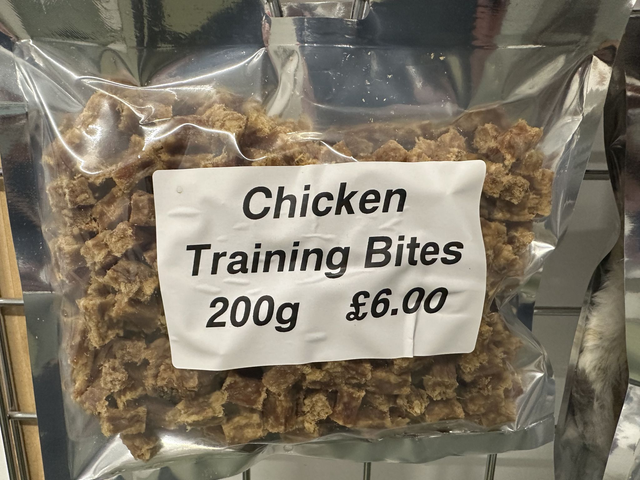 Chicken
Training Bites
200g £6.00